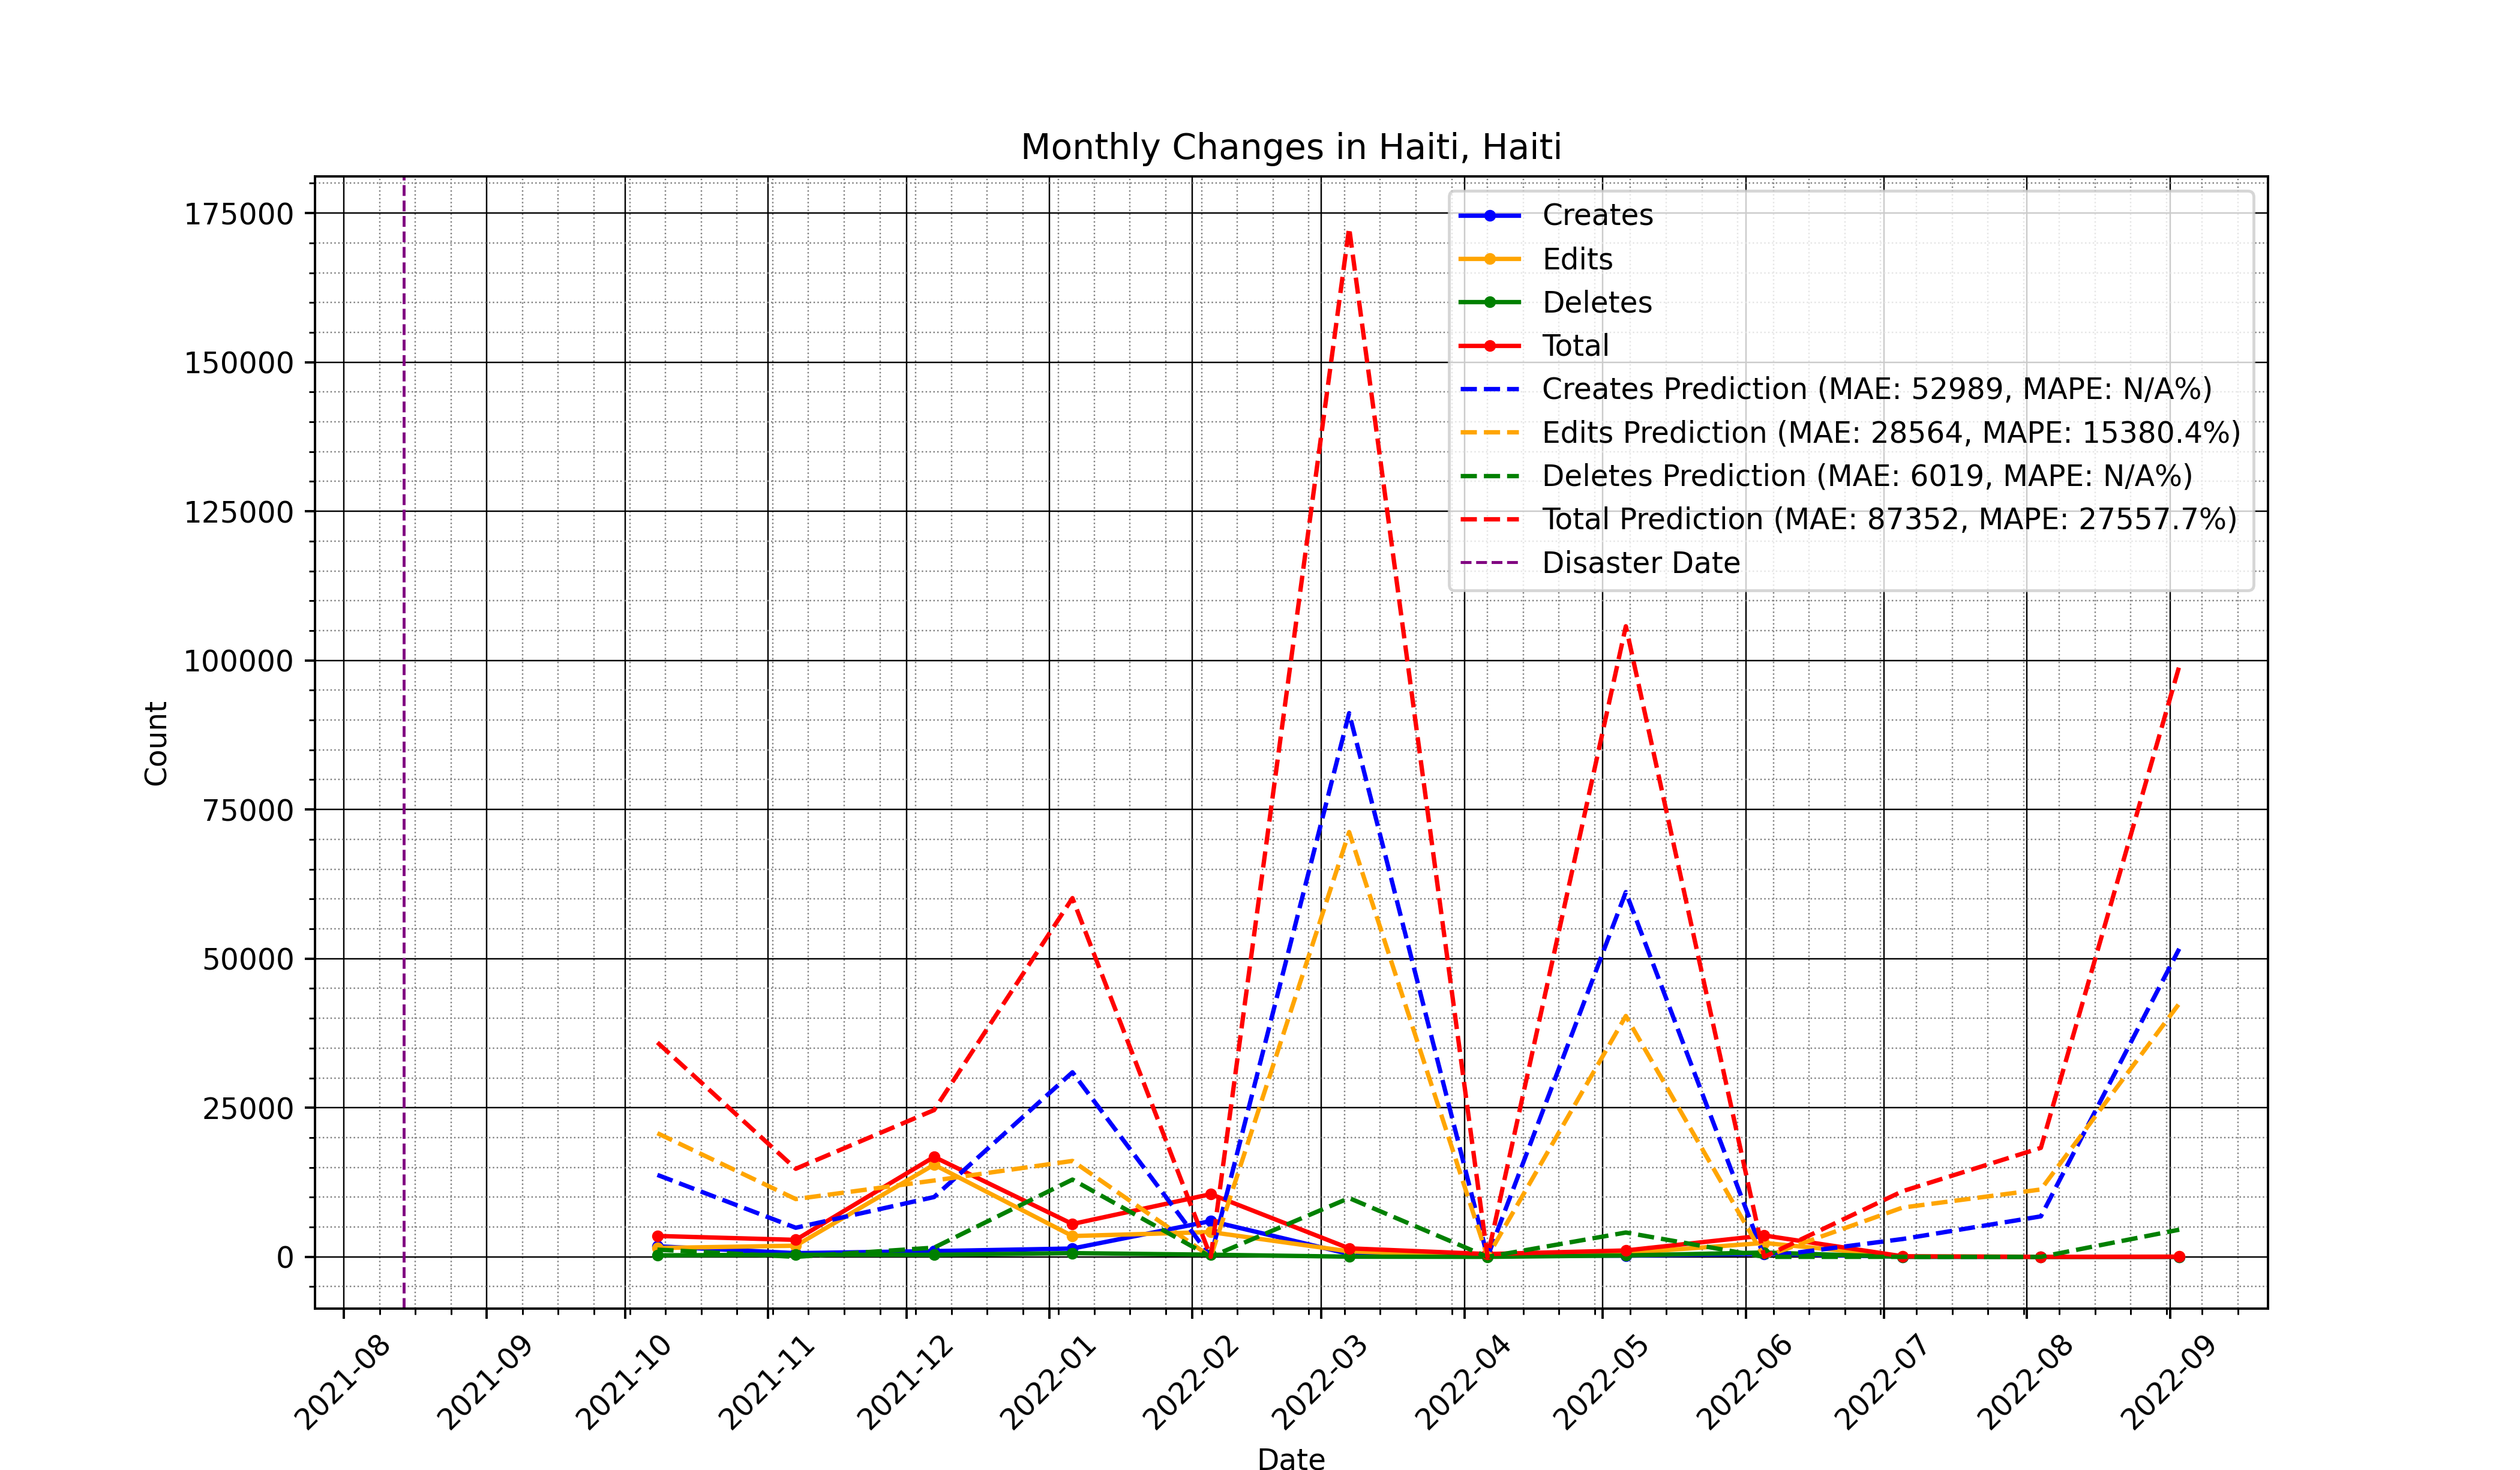 Monthly Changes in Haiti, Haiti
Count
175000
150000
125000
100000
75000
50000
25000
0
Creates
Edits
Deletes
Total
Creates Prediction (MAE: 52989, MAPE: N/A%)
Edits Prediction (MAE: 28564, MAPE: 15380.4%)
Deletes Prediction (MAE: 6019, MAPE: N/A%)
Total Prediction (MAE: 87352, MAPE: 27557.7%)
Disaster Date
2021-08
2021-09
2021-10
2021-11
2021-12
2022-01
2022-02
2022-03
2022-04
2022-05
2022-06
2022-07
2022-08
2022-09
Date